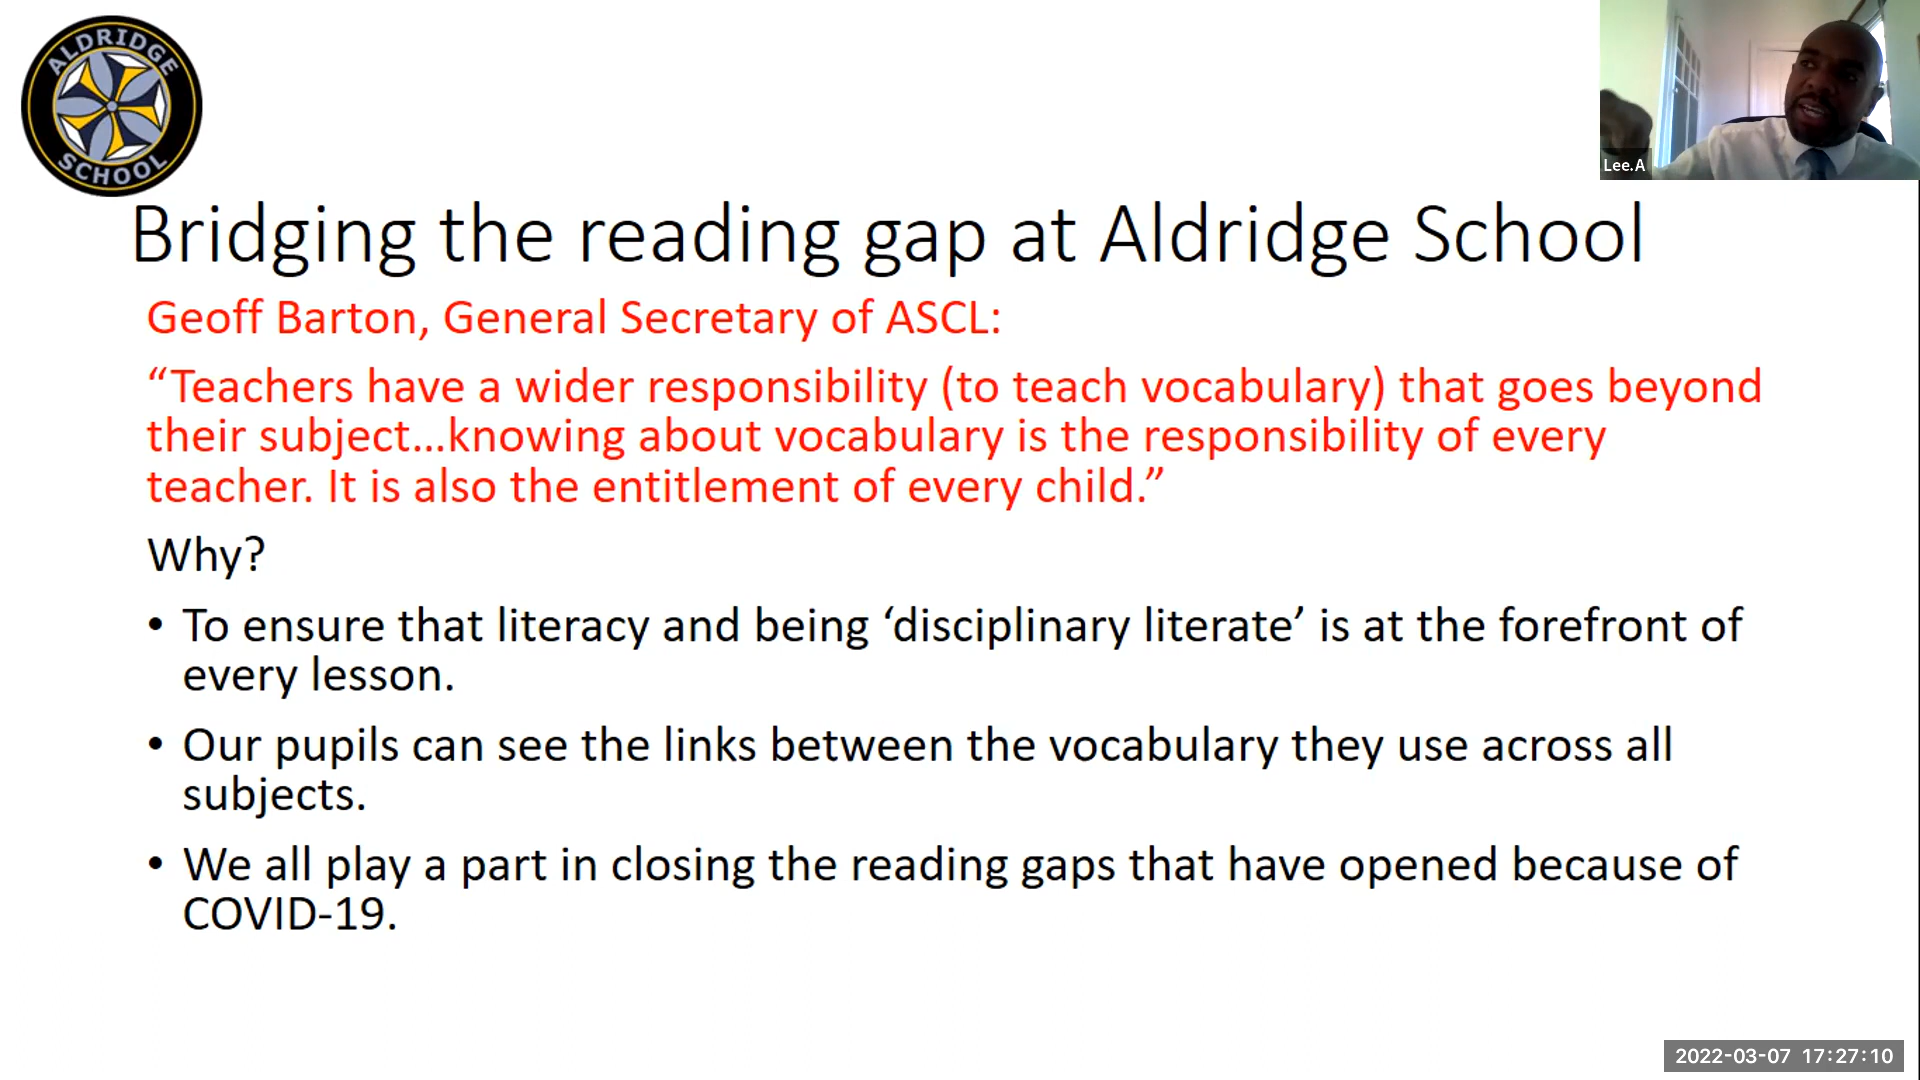 ALDRIDGE
SCHOOL
Lee.A
Bridging the reading gap at Aldridge School
Geoff Barton, General Secretary of ASCL:
“Teachers have a wider responsibility (to teach vocabulary) that goes beyond
their subject...knowing about vocabulary is the responsibility of every
teacher. It is also the entitlement of every child.”
Why?
• To ensure that literacy and being ‘disciplinary literate’ is at the forefront of
every lesson.
• Our pupils can see the links between the vocabulary they use across all
subjects.
• We all play a part in closing the reading gaps that have opened because of
COVID-19.
2022-03-07 17:27:10